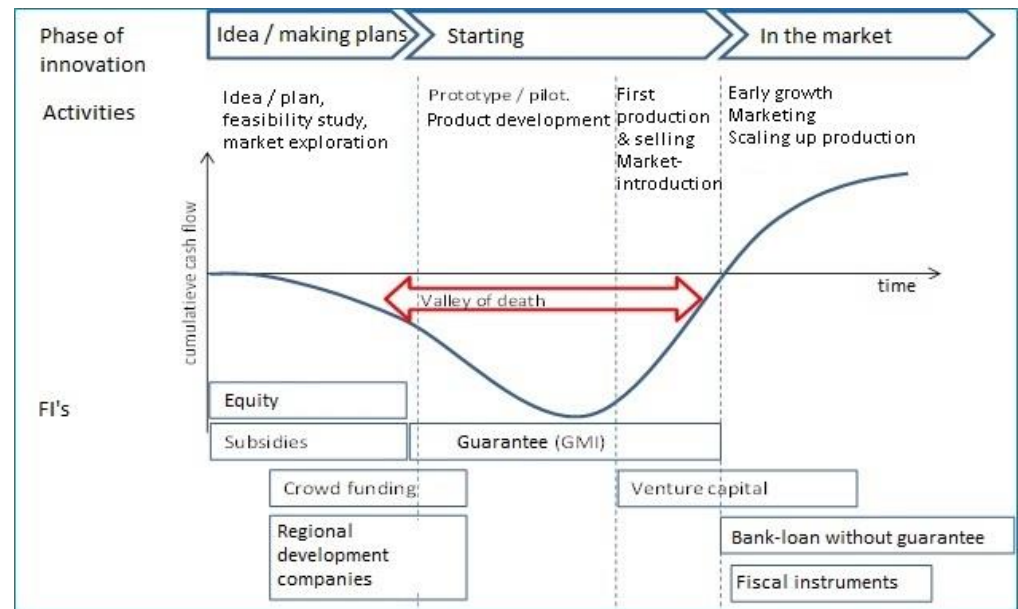 Phase of
innovation
Idea / making plans
Starting
In the market
Activities
Idea / plan,
feasibility study,
market exploration
Prototype / pilot.
Product development
First
production
& selling
Market-
introduction
Early growth
Marketing
Scaling up production
cumulatieve cash flow
time
Valley of death
FI's
Equity
Subsidies
Guarantee (GMI)
Crowd funding
Venture capital
Regional
development
companies
Bank-loan without guarantee
Fiscal instruments